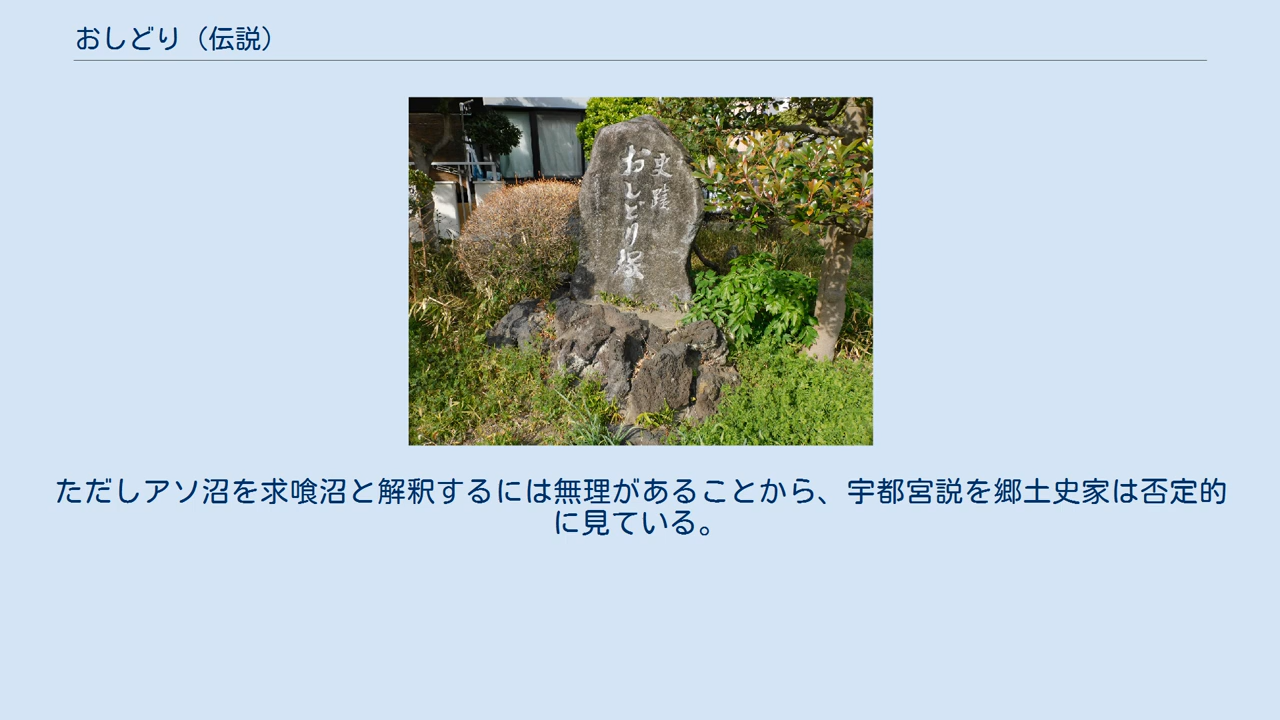 おしどり（伝説）
史蹟
おしどり塚
ただしアソ沼を求喰沼と解釈するには無理があることから、宇都宮説を郷土史家は否定的
に見ている。